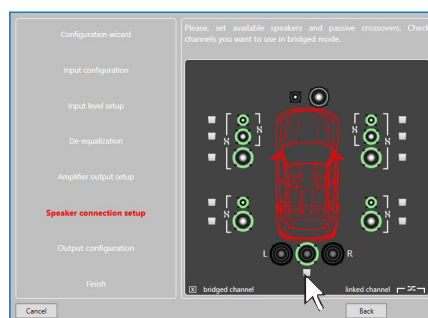 Configuration wizard
Input configuration
Input level setup
De-equalization
Amplifier output setup
Speaker connection setup
Output configuration
Finish
Please, set available speakers and passive crossovers. Check
channels you want to use in bridged mode.
L R
X bridged channel
linked channel
Cancel
Back